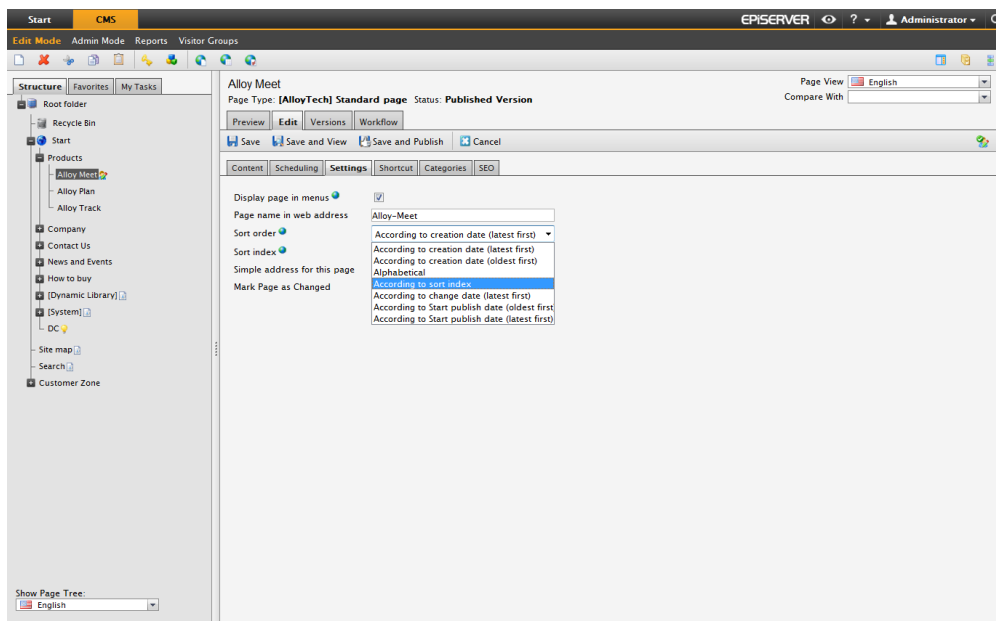 Start CMS EPiSERVER ? Administrator
Edit Mode Admin Mode Reports Visitor Groups
Structure Favorites My Tasks
Root folder
Recycle Bin
Start
Products
Alloy Meet
Alloy Plan
Alloy Track
Company
Contact Us
News and Events
How to buy
[Dynamic Library]
[System]
DC
Site map
Search
Customer Zone
Show Page Tree:
English
Alloy Meet
Page Type: [AlloyTech] Standard page Status: Published Version
Page View English
Compare With
Preview Edit Versions Workflow
Save Save and View Save and Publish Cancel
Content Scheduling Settings Shortcut Categories SEO
Display page in menus
Page name in web address Alloy-Meet
Sort order According to creation date (latest first)
Sort index
Simple address for this page
Mark Page as Changed
According to creation date (latest first)
According to creation date (oldest first)
Alphabetical
According to sort index
According to change date (latest first)
According to Start publish date (oldest first
According to Start publish date (latest first)